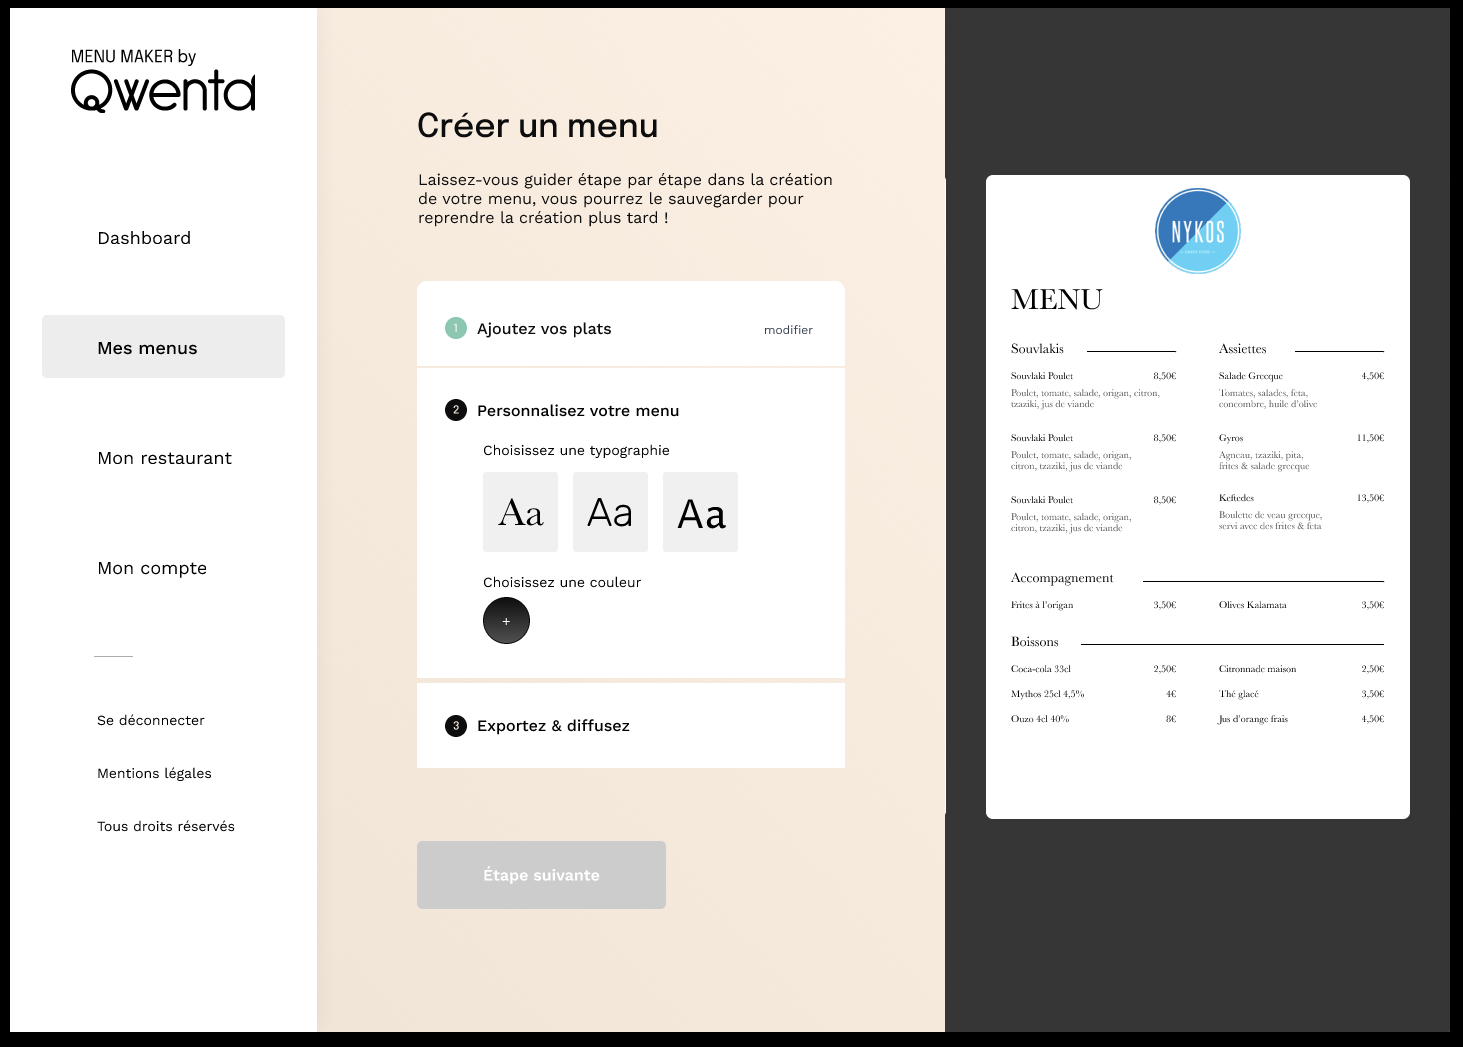 MENU MAKER by
Qwenta
Dashboard
Mes menus
Mon restaurant
Mon compte
Se déconnecter
Mentions légales
Tous droits réservés
Créer un menu
Laissez-vous guider étape par étape dans la création
de votre menu, vous pourrez le sauvegarder pour
reprendre la création plus tard !
1 Ajoutez vos plats modifier
2 Personnalisez votre menu
Choisissez une typographie
Aa Aa Aa
Choisissez une couleur
+
3 Exportez & diffusez
Étape suivante
NYKOS
MENU
Souvlakis
Souvlaki Poulet 8,50€
Poulet, tomate, salade, origan, citron,
tzaziki, jus de viande
Souvlaki Poulet 8,50€
Poulet, tomate, salade, origan,
citron, tzaziki, jus de viande
Souvlaki Poulet 8,50€
Poulet, tomate, salade, origan,
citron, tzaziki, jus de viande
Assiettes
Salade Grecque 4,50€
Tomates, salades, feta,
concombre, huile d'olive
Gyros 11,50€
Agneau, tzaziki, pita,
frites & salade grecque
Keftedes 13,50€
Boulette de veau grecque,
servi avec des frites & feta
Accompagnement
Frites à l'origan 3,50€ Olives Kalamata 3,50€
Boissons
Coca-cola 33cl 2,50€ Citronnade maison 2,50€
Mythos 25cl 4,5% 4€ Thé glacé 3,50€
Ouzo 4cl 40% 8€ Jus d'orange frais 4,50€